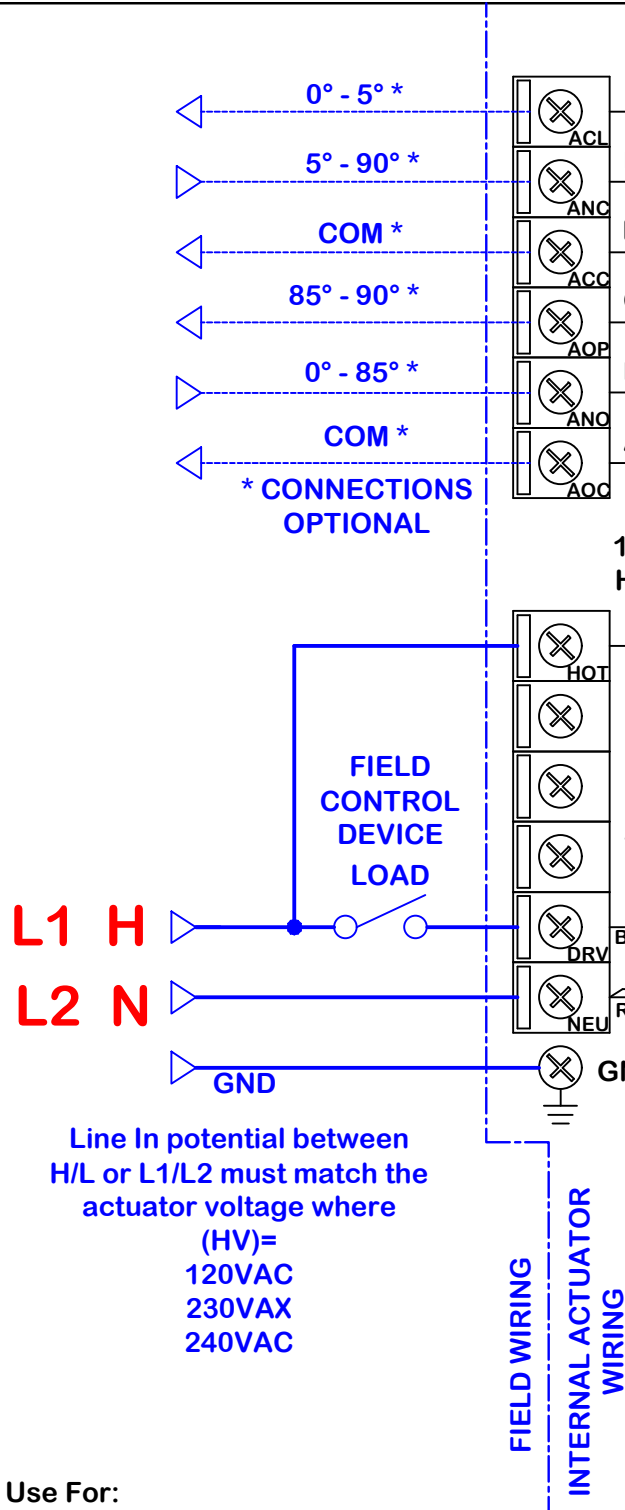 0° - 5° *
ACL
5° - 90° *
ANC
COM *
ACC
85° - 90° *
AOP
0° - 85° *
ANO
COM *
AOC
* CONNECTIONS
OPTIONAL
HOT
FIELD
CONTROL
DEVICE
LOAD
L1 H
DRV
B
L2 N
NEU
R
GND
Line In potential between
H/L or L1/L2 must match the
actuator voltage where
(HV)=
120VAC
230VAX
240VAC
FIELD WIRING
INTERNAL ACTUATOR
WIRING
Use For: